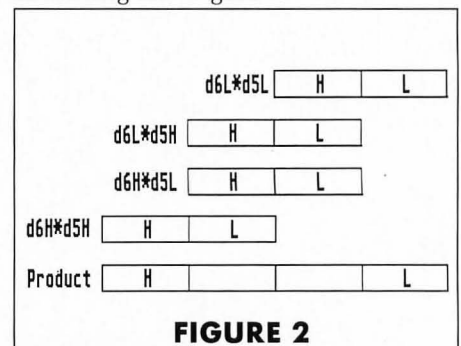 d6L*d5L H L
d6L*d5H H L
d6H*d5L H L
d6H*d5H H L
Product H L
FIGURE 2